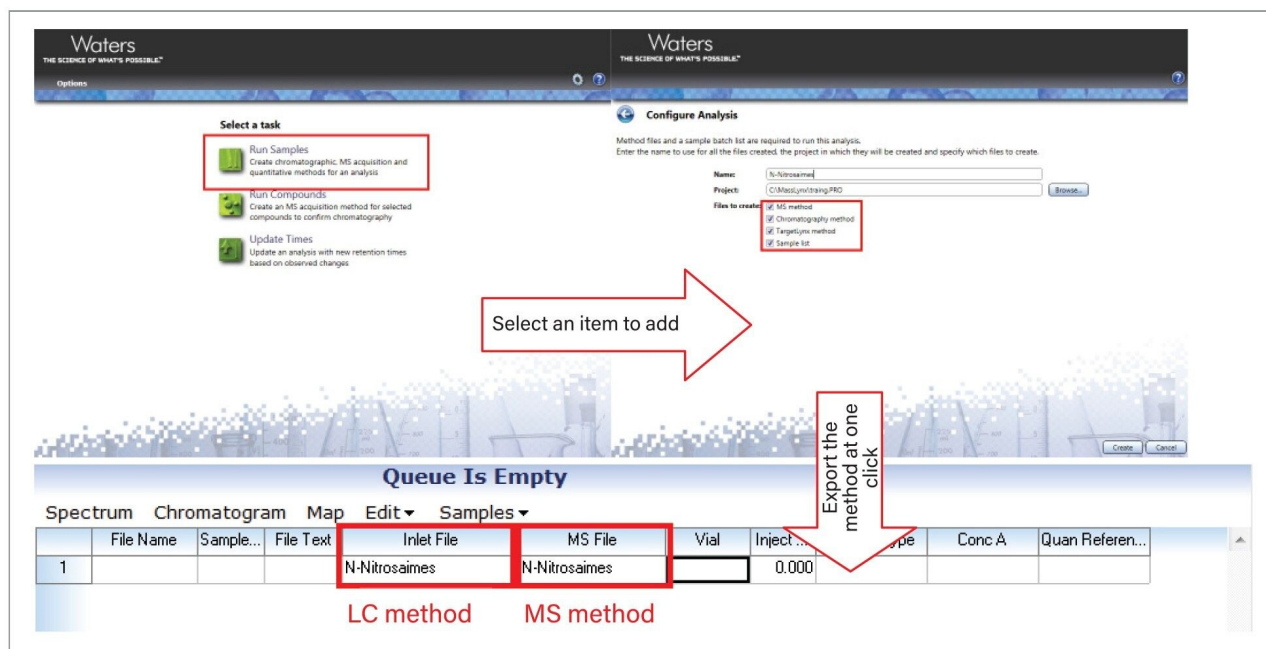 Waters
THE SCIENCE OF WHAT'S POSSIBLE.™
Options
Select a task
Run Samples
Create chromatographic, MS acquisition and
quantitative methods for an analysis
Run Compounds
Create an MS acquisition method for selected
compounds to confirm chromatography
Update Times
Update an analysis with new retention times
based on observed changes
Waters
THE SCIENCE OF WHAT'S POSSIBLE.™
Configure Analysis
Method files and a sample batch list are required to run this analysis.
Enter the name to use for all the files created, the project in which they will be created and specify which files to create.
Name: N-Nitrosaimes
Project: C:\MassLynx\traing.PRO Browse...
Files to create: MS method
Chromatography method
TargetLynx method
Sample list
Select an item to add
Export the
method at one
click
Create Cancel
Queue Is Empty
Spectrum Chromatogram Map Edit Samples
File Name Sample... File Text Inlet File MS File Vial Inject ... ype Conc A Quan Referen...
1 N-Nitrosaimes N-Nitrosaimes 0.000
LC method MS method